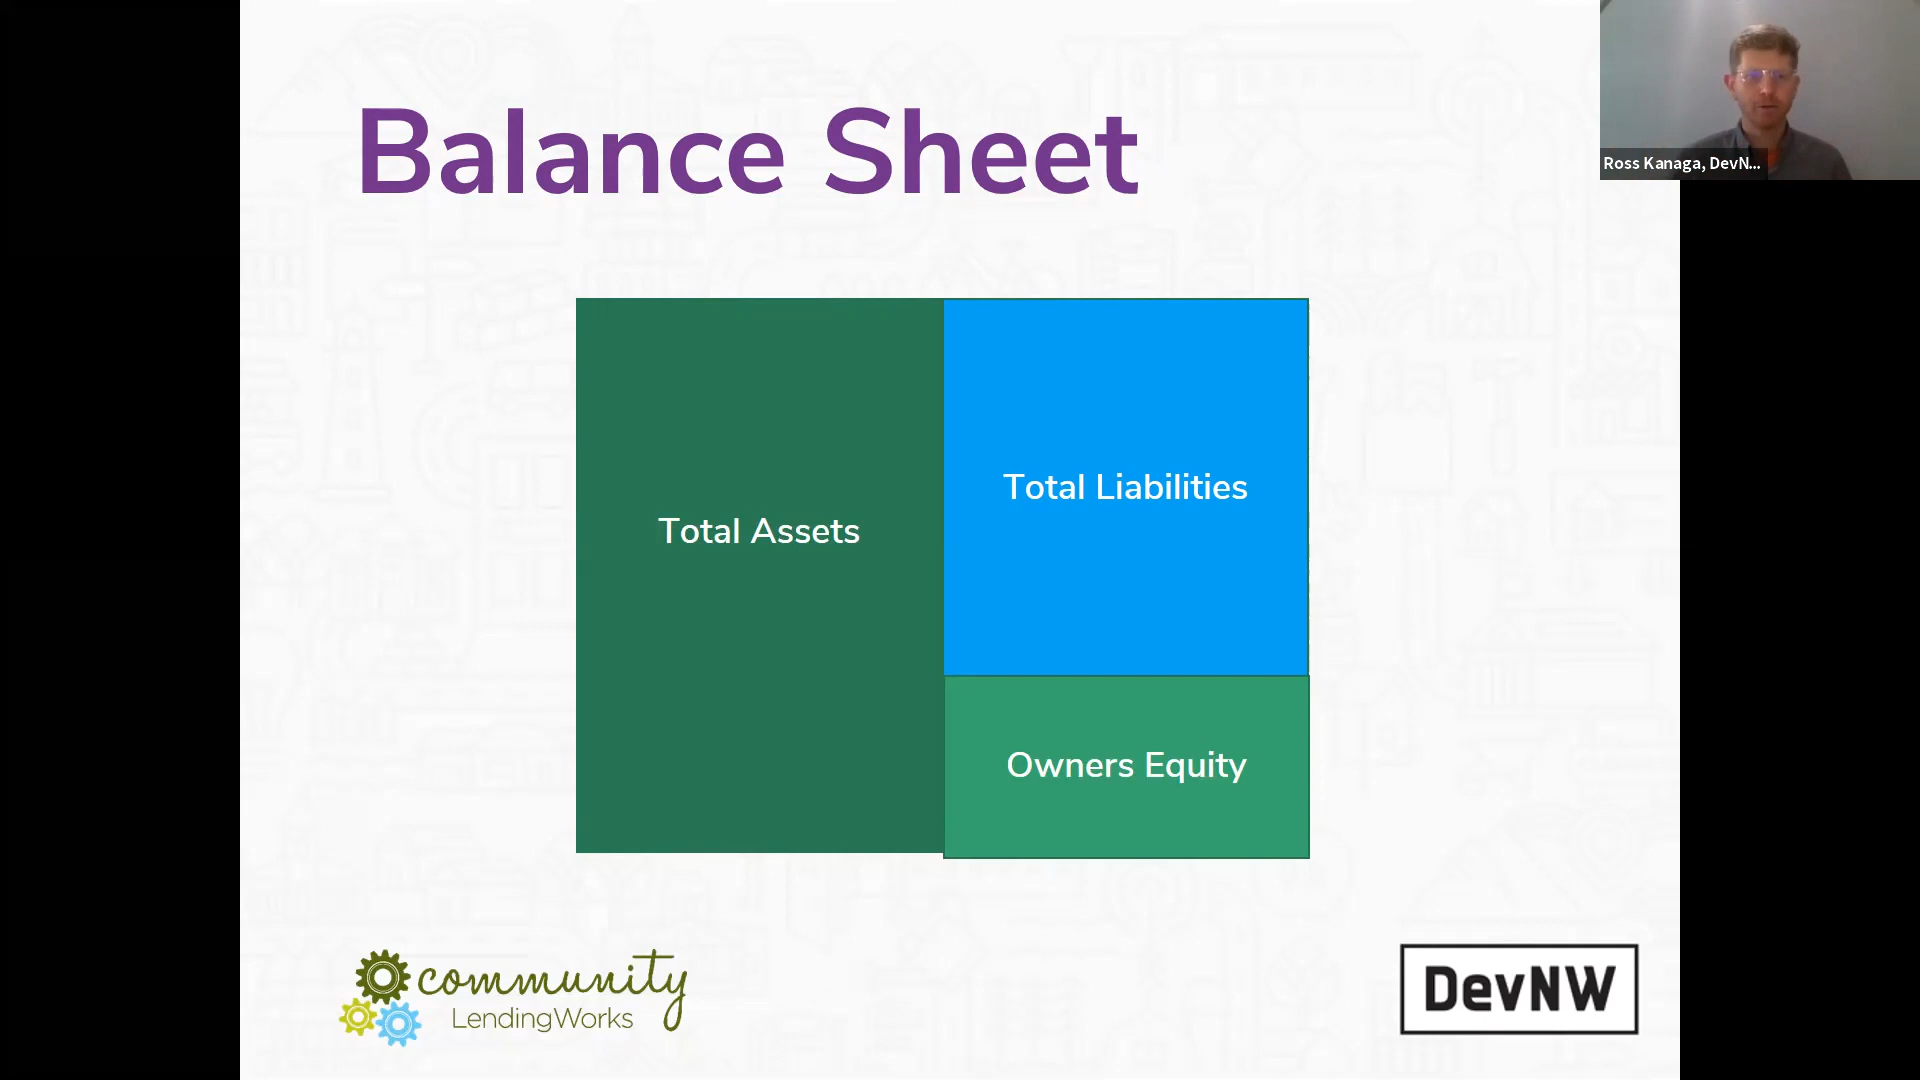 Balance Sheet
Ross Kanaga, DevN...
Total Assets
Total Liabilities
Owners Equity
community
LendingWorks
DevNW